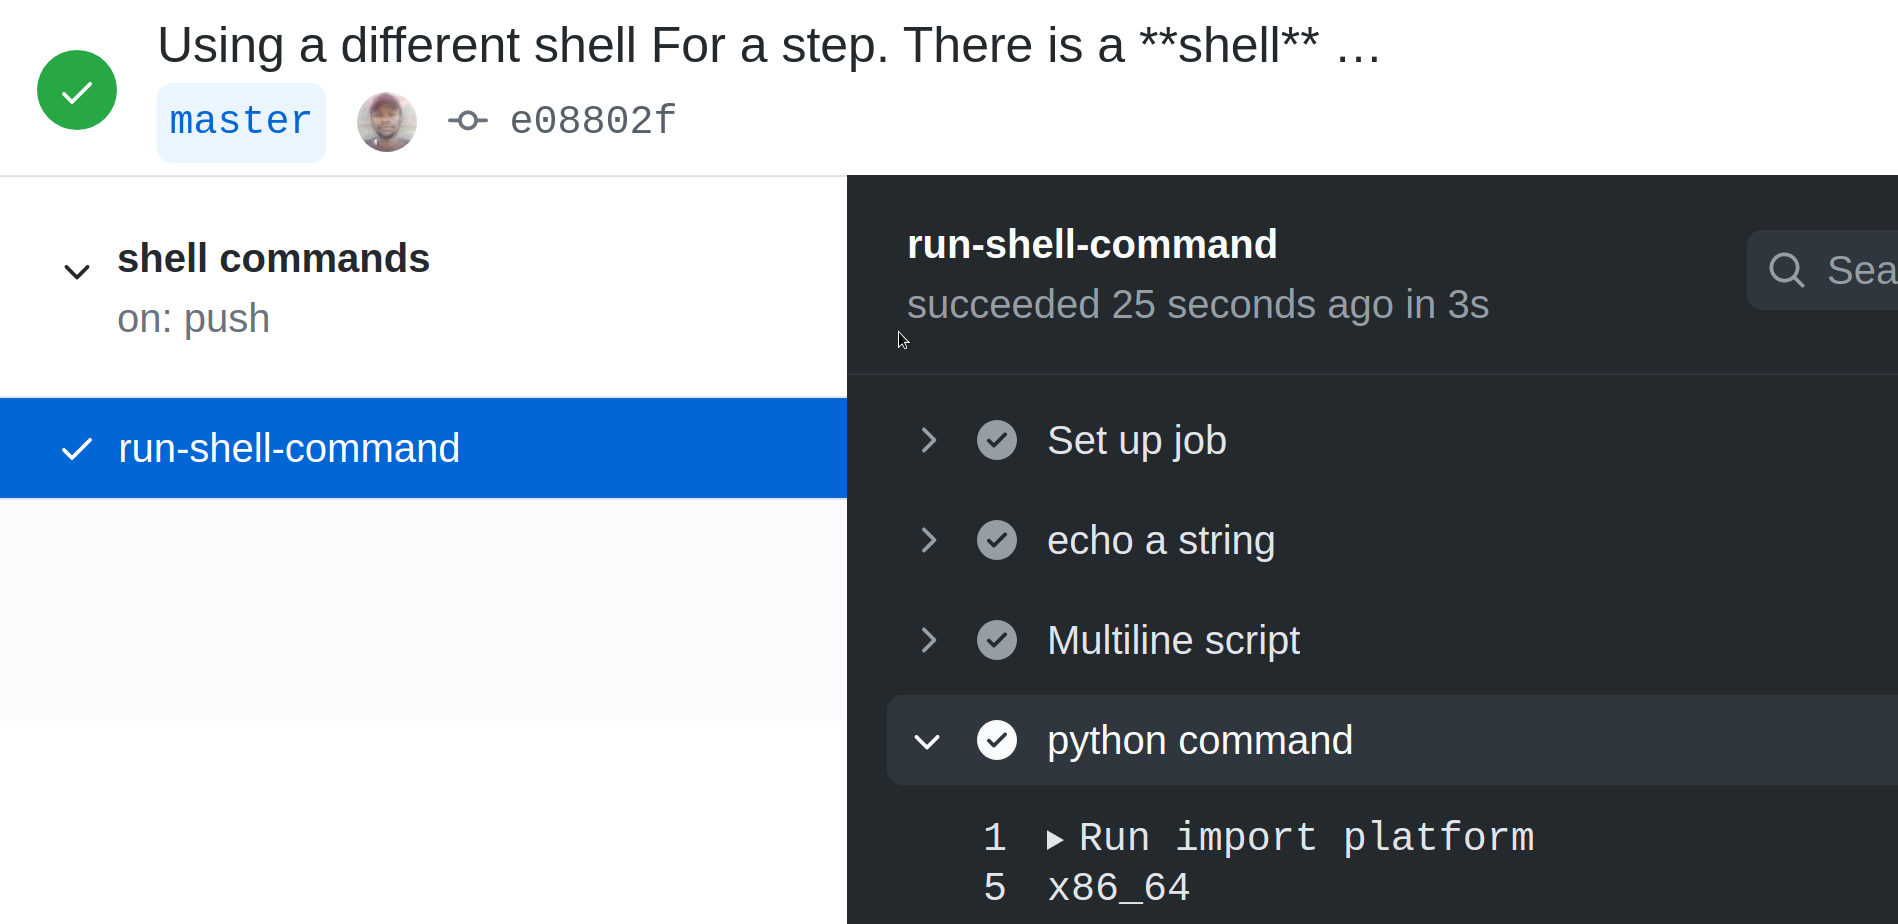 Using a different shell For a step. There is a **shell** …
master e08802f
shell commands
on: push
run-shell-command
run-shell-command
succeeded 25 seconds ago in 3s
Sea
Set up job
echo a string
Multiline script
python command
1 Run import platform
5 x86_64